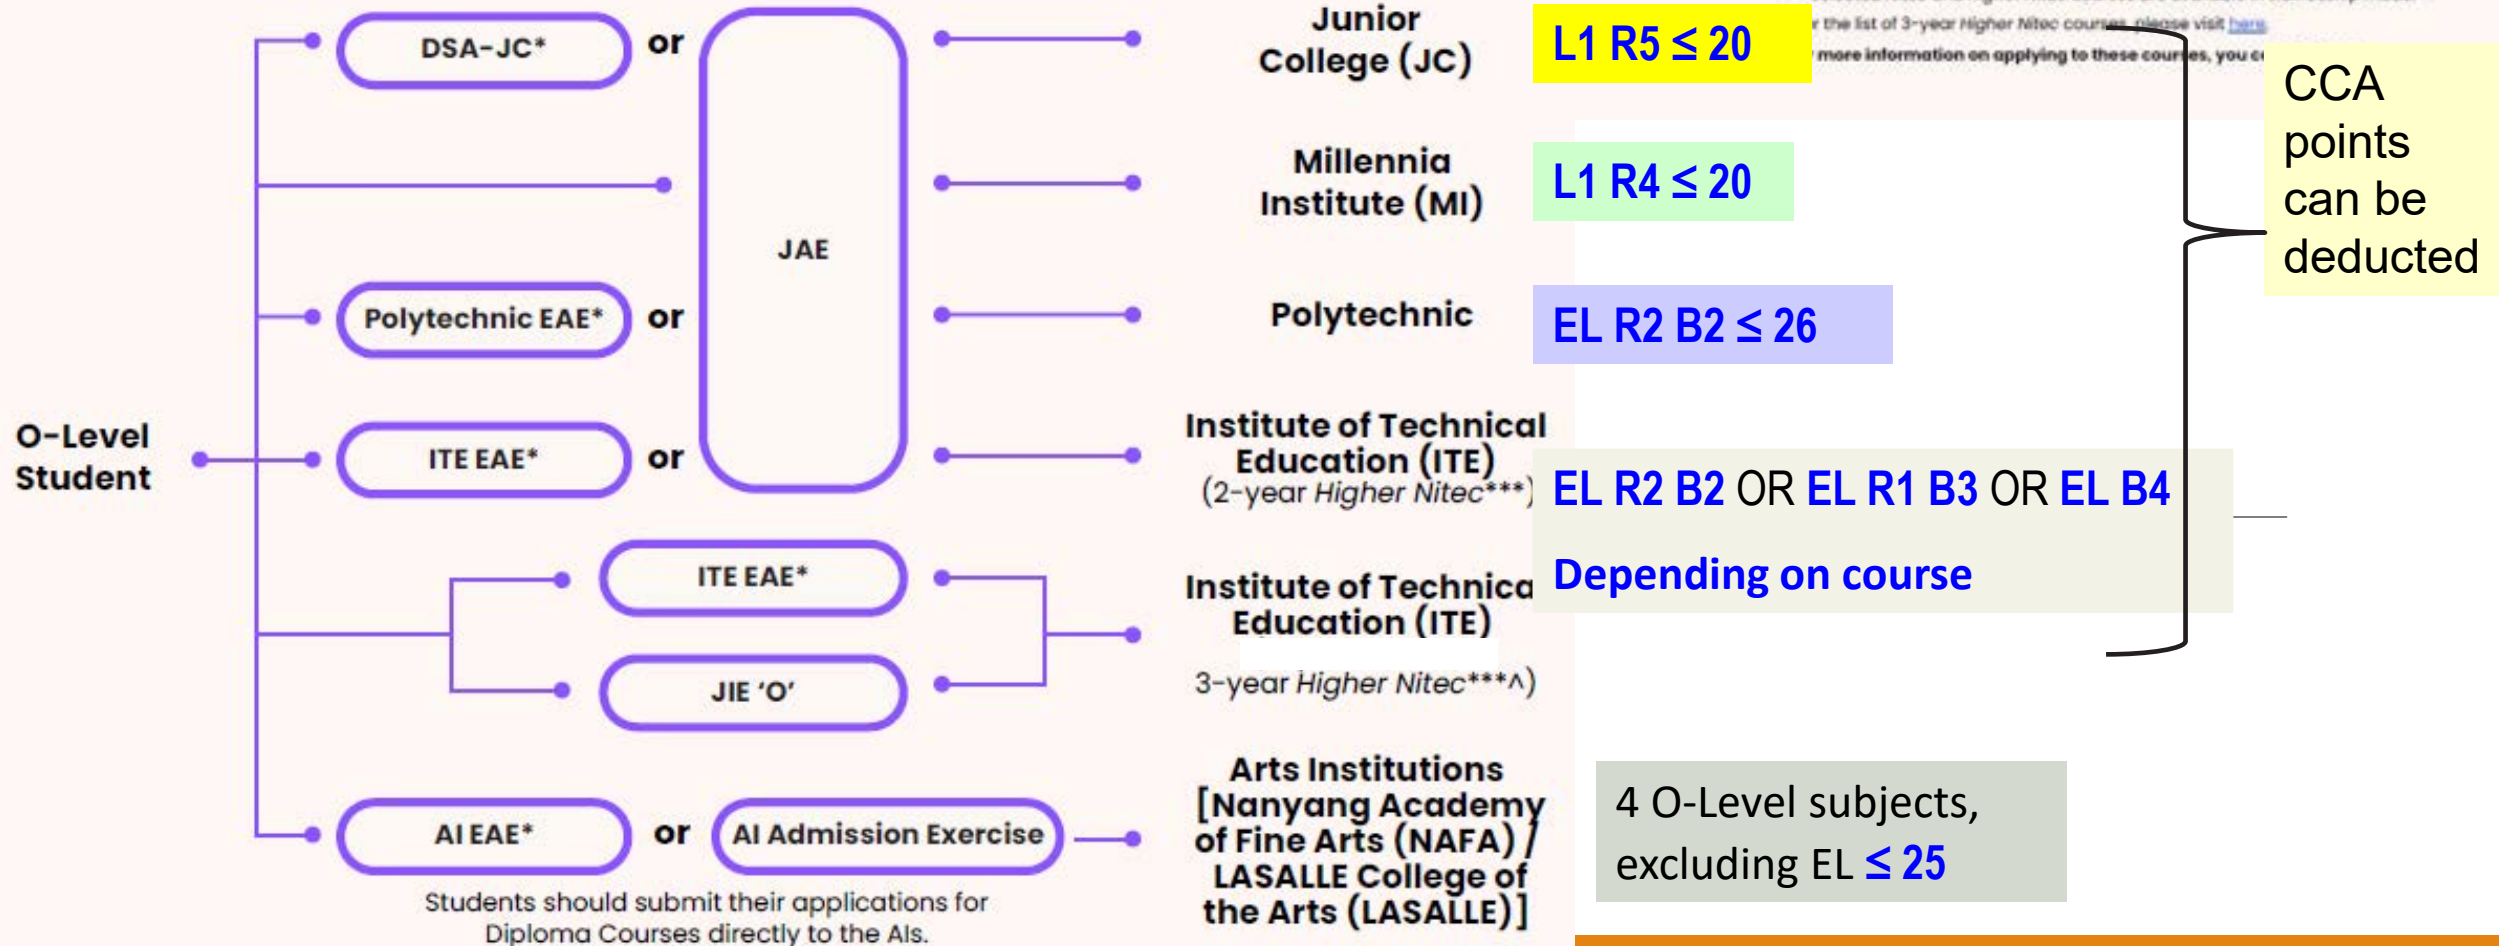 r the list of 3-year Higher Nitec courses, please visit here.
more information on applying to these courses, you c
DSA-JC*
or
Junior
College (JC)
L1 R5 ≤ 20
CCA
points
can be
deducted
Millennia
Institute (MI)
L1 R4 ≤ 20
JAE
Polytechnic EAE*
or
Polytechnic
EL R2 B2 ≤ 26
O-Level
Student
ITE EAE*
or
Institute of Technical
Education (ITE)
(2-year Higher Nitec***)
EL R2 B2 OR EL R1 B3 OR EL B4
Depending on course
ITE EAE*
JIE ‘O’
Institute of Technica
Education (ITE)
3-year Higher Nitec***^)
AI EAE*
or
AI Admission Exercise
Arts Institutions
[Nanyang Academy
of Fine Arts (NAFA) /
LASALLE College of
the Arts (LASALLE)]
4 O-Level subjects,
excluding EL ≤ 25
Students should submit their applications for
Diploma Courses directly to the AIs.